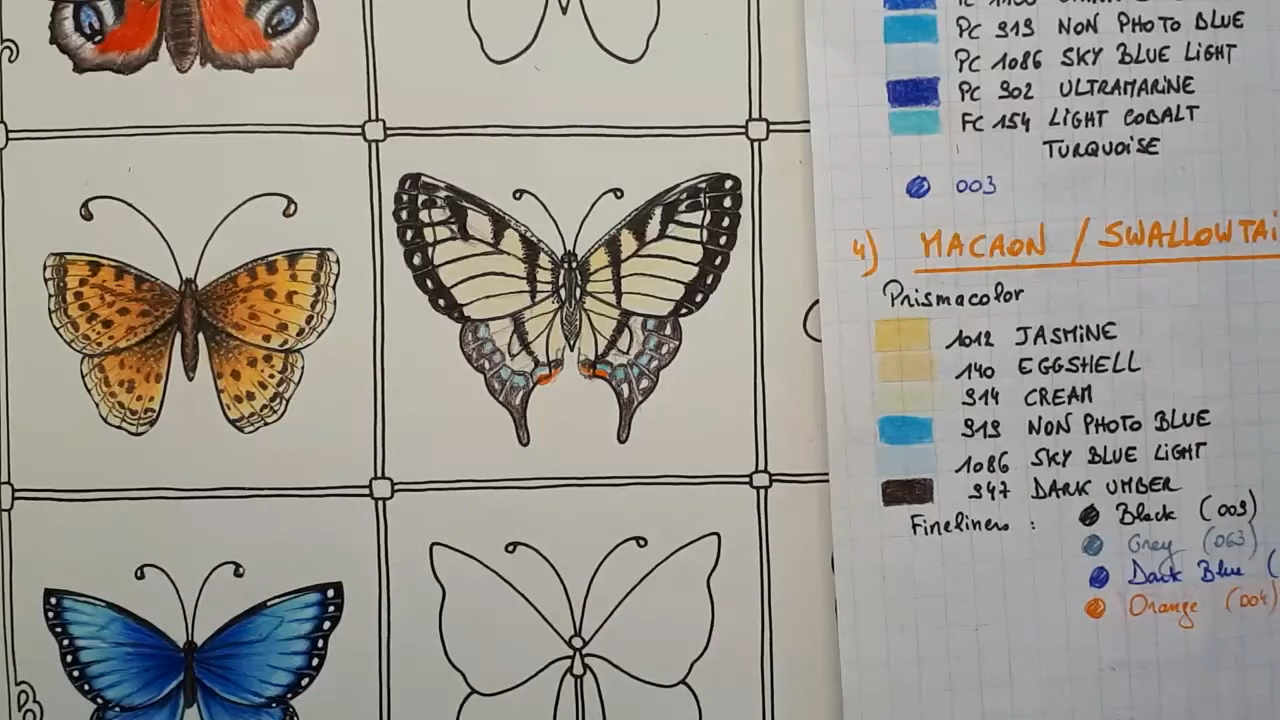 PC 919 NON PHOTO BLUE
PC 1086 SKY BLUE LIGHT
PC 902 ULTRAMARINE
FC 154 LIGHT COBALT
TURQUOISE
003
4) MACAON / SWALLOWTAI
Prismacolor
1012 JASMINE
140 EGGSHELL
914 CREAM
919 NON PHOTO BLUE
1086 SKY BLUE LIGHT
947 DARK UMBER
Fineliners : Black (009)
Grey (063)
Dark Blue (
Orange (004)